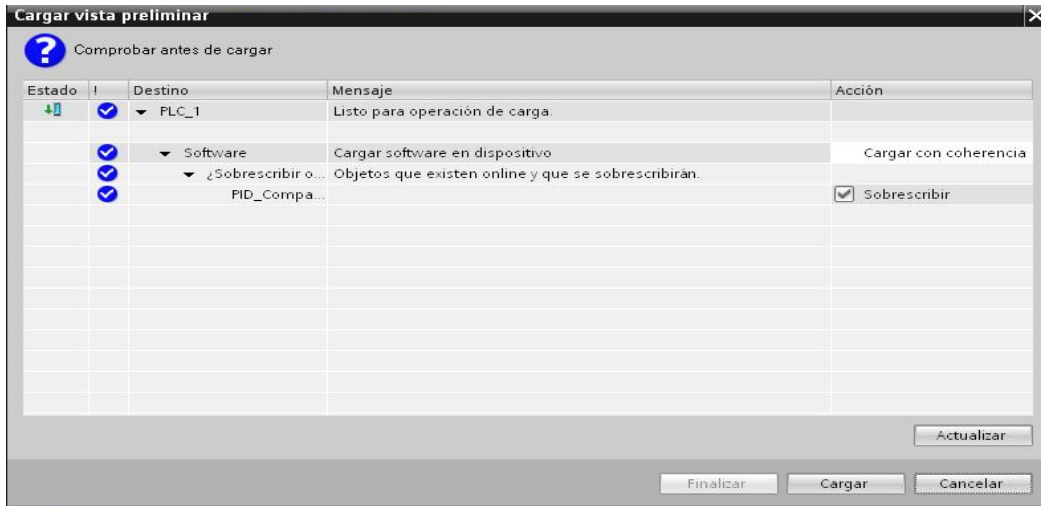 Cargar vista preliminar
?
Comprobar antes de cargar
Estado ! Destino Mensaje Acción
PLC_1 Listo para operación de carga.
Software Cargar software en dispositivo Cargar con coherencia
¿Sobrescribir o... Objetos que existen online y que se sobrescribirán.
PID_Compa... Sobrescribir
Actualizar
Finalizar Cargar Cancelar